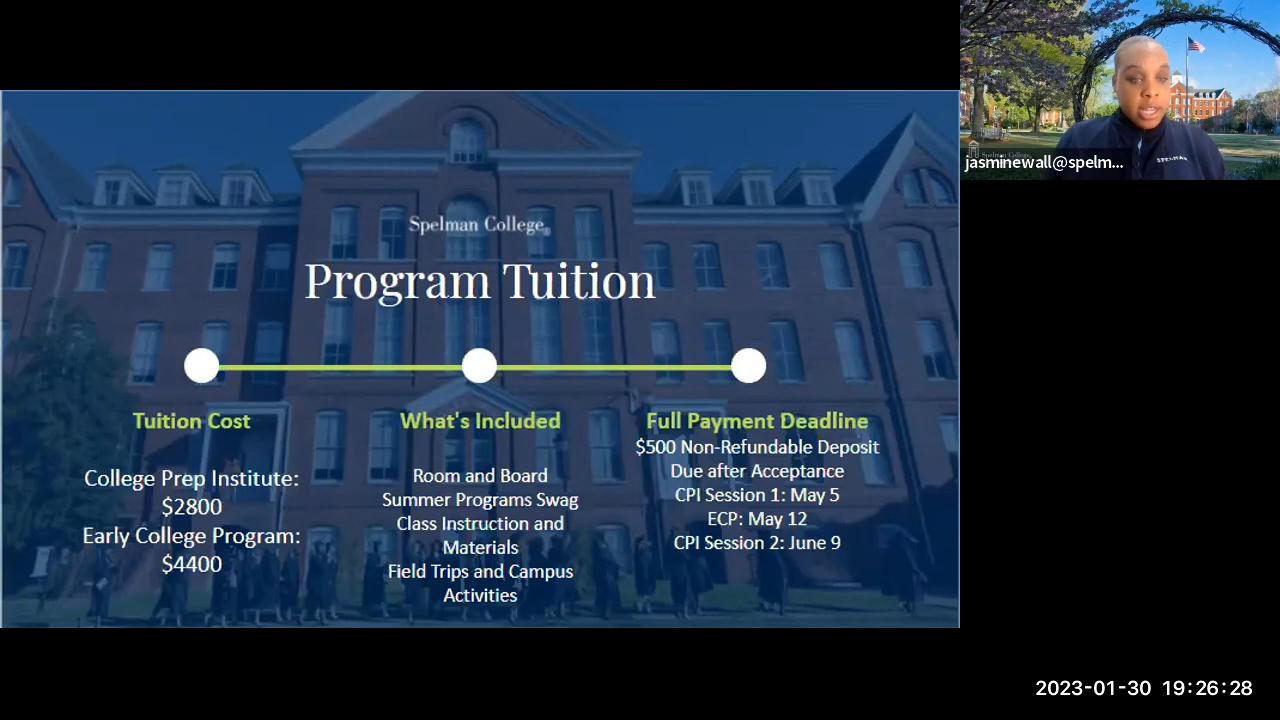 Spelman College
Program Tuition
Tuition Cost
College Prep Institute:
$2800
Early College Program:
$4400
What's Included
Room and Board
Summer Programs Swag
Class Instruction and
Materials
Field Trips and Campus
Activities
Full Payment Deadline
$500 Non-Refundable Deposit
Due after Acceptance
CPI Session 1: May 5
ECP: May 12
CPI Session 2: June 9
Spelman College
SPELMAN
jasminewall@spelm...
2023-01-30 19:26:28